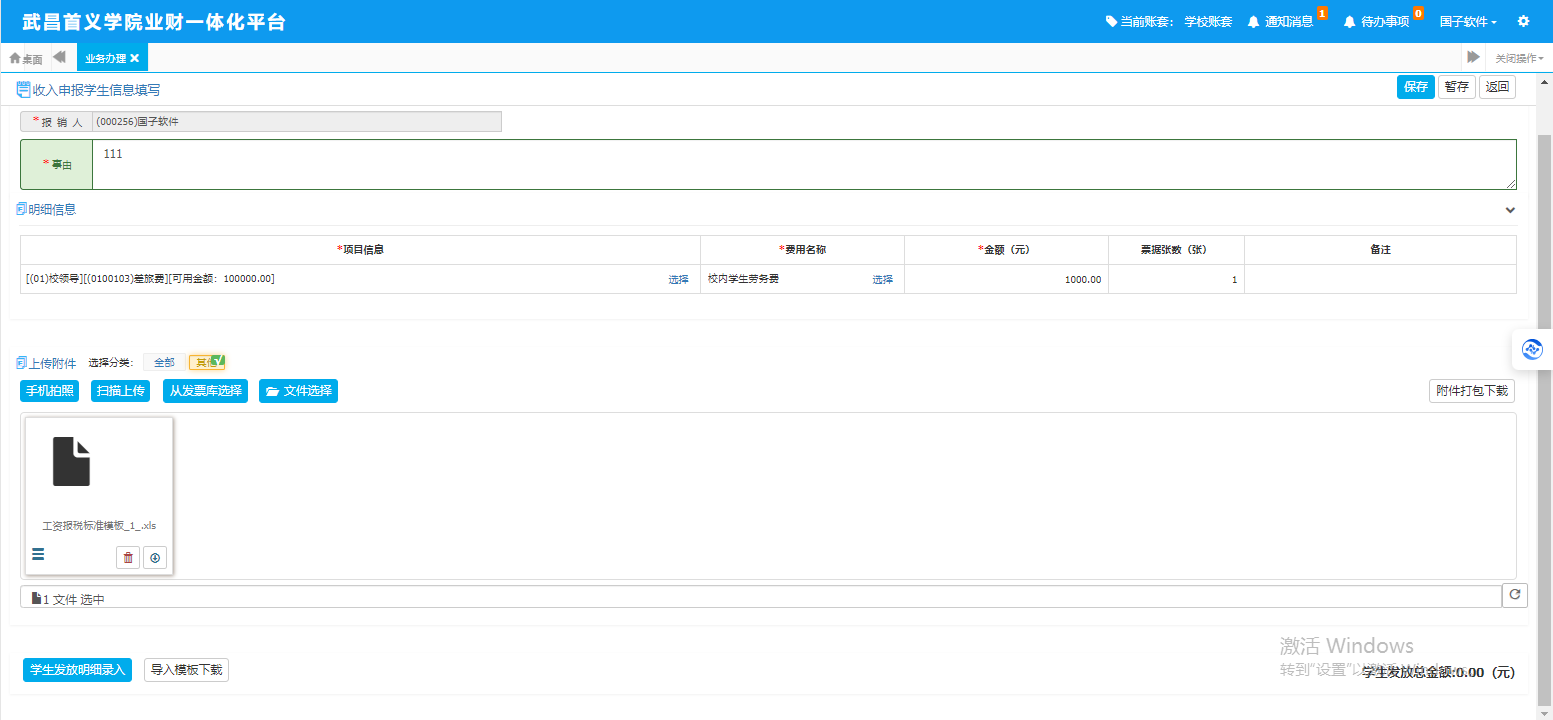 武昌首义学院业财一体化平台
当前账套： 学校账套 通知消息 1 待办事项 0 国子软件
桌面 业务办理 关闭操作
收入申报学生信息填写 保存 暂存 返回
*报 销 人 (000256)国子软件
*事由 111
明细信息
*项目信息 *费用名称 *金额（元） 票据张数（张） 备注
[(01)校领导][(0100103)差旅费][可用金额：100000.00] 选择 校内学生劳务费 选择 1000.00 1
上传附件 选择分类： 全部
手机拍照 扫描上传 从发票库选择 文件选择 附件打包下载
工资报税标准模板_1_.xls
1 文件 选中
激活 Windows
学生发放明细录入 导入模板下载 学生发放总金额:0.00（元）